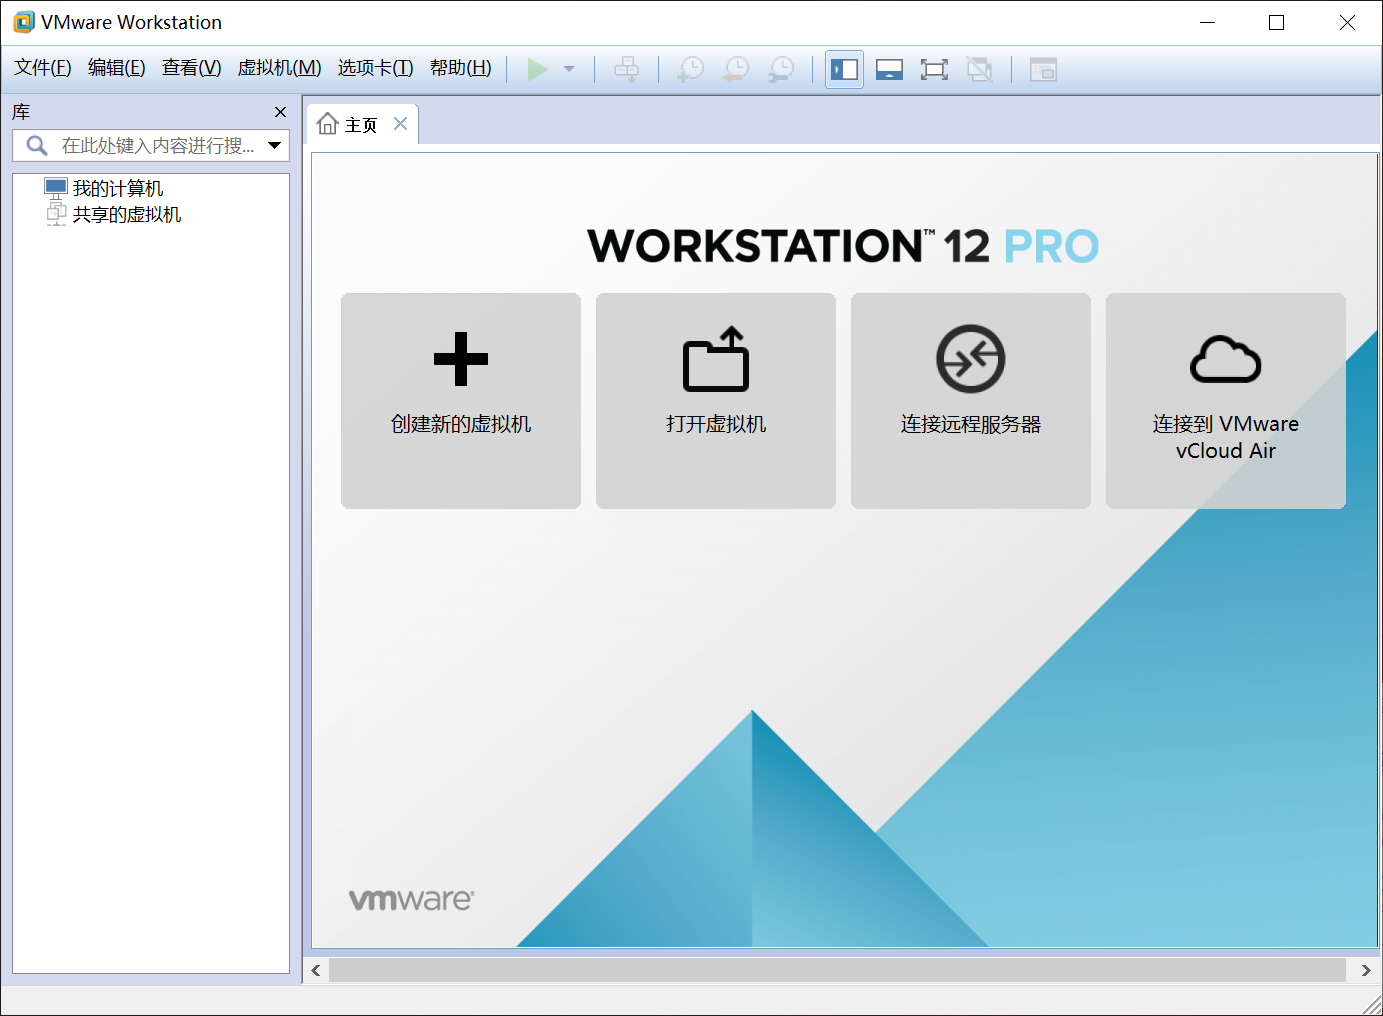 VMware Workstation
文件(F) 编辑(E) 查看(V) 虚拟机(M) 选项卡(T) 帮助(H)
库
在此处键入内容进行搜...
我的计算机
共享的虚拟机
主页
WORKSTATION™ 12 PRO
创建新的虚拟机
打开虚拟机
连接远程服务器
连接到 VMware
vCloud Air
vmware®